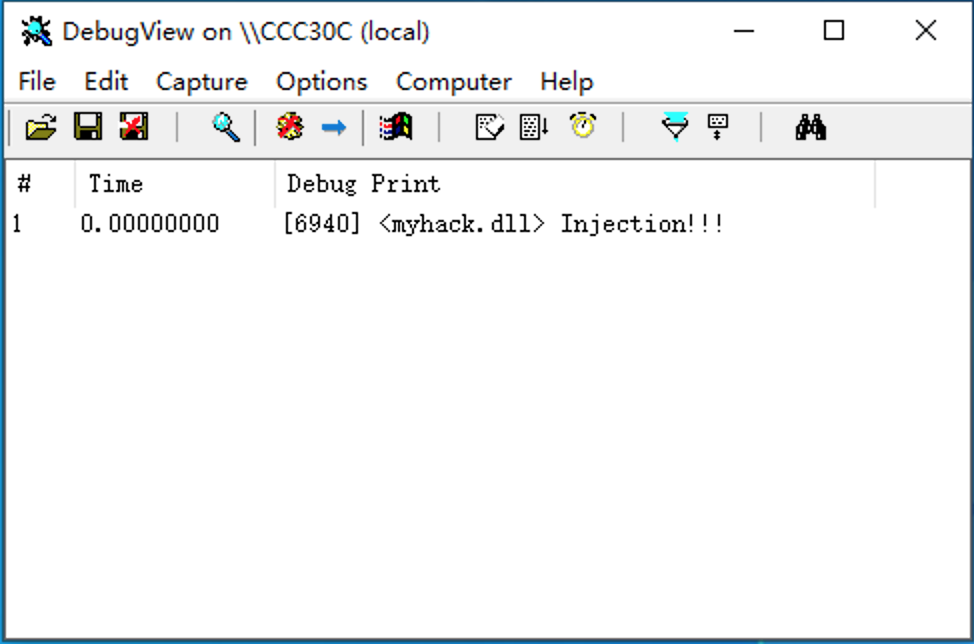 DebugView on \\CCC30C (local)
File Edit Capture Options Computer Help
# Time Debug Print
1 0.00000000 [6940] <myhack.dll> Injection!!!